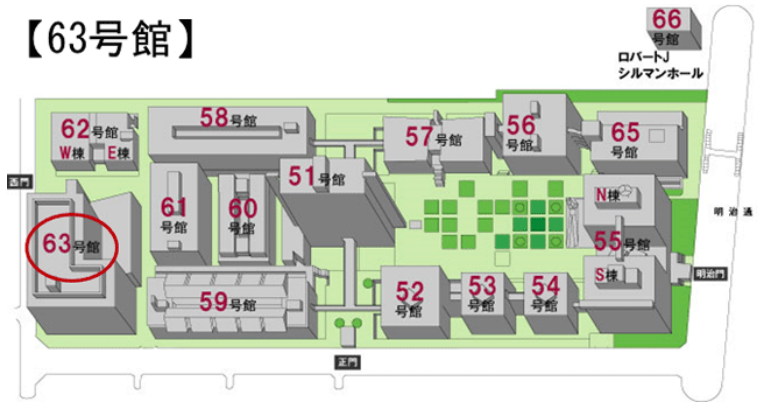 【63号館】
66
号館
ロバートJ
シルマンホール
58号館
62号館
W棟 E棟
57号館
56
号館
65
号館
51号館
西門
61
号館
60
号館
N棟
明治通
63号館
55号館
S棟
明治門
59号館
52
号館
53
号館
54
号館
正門